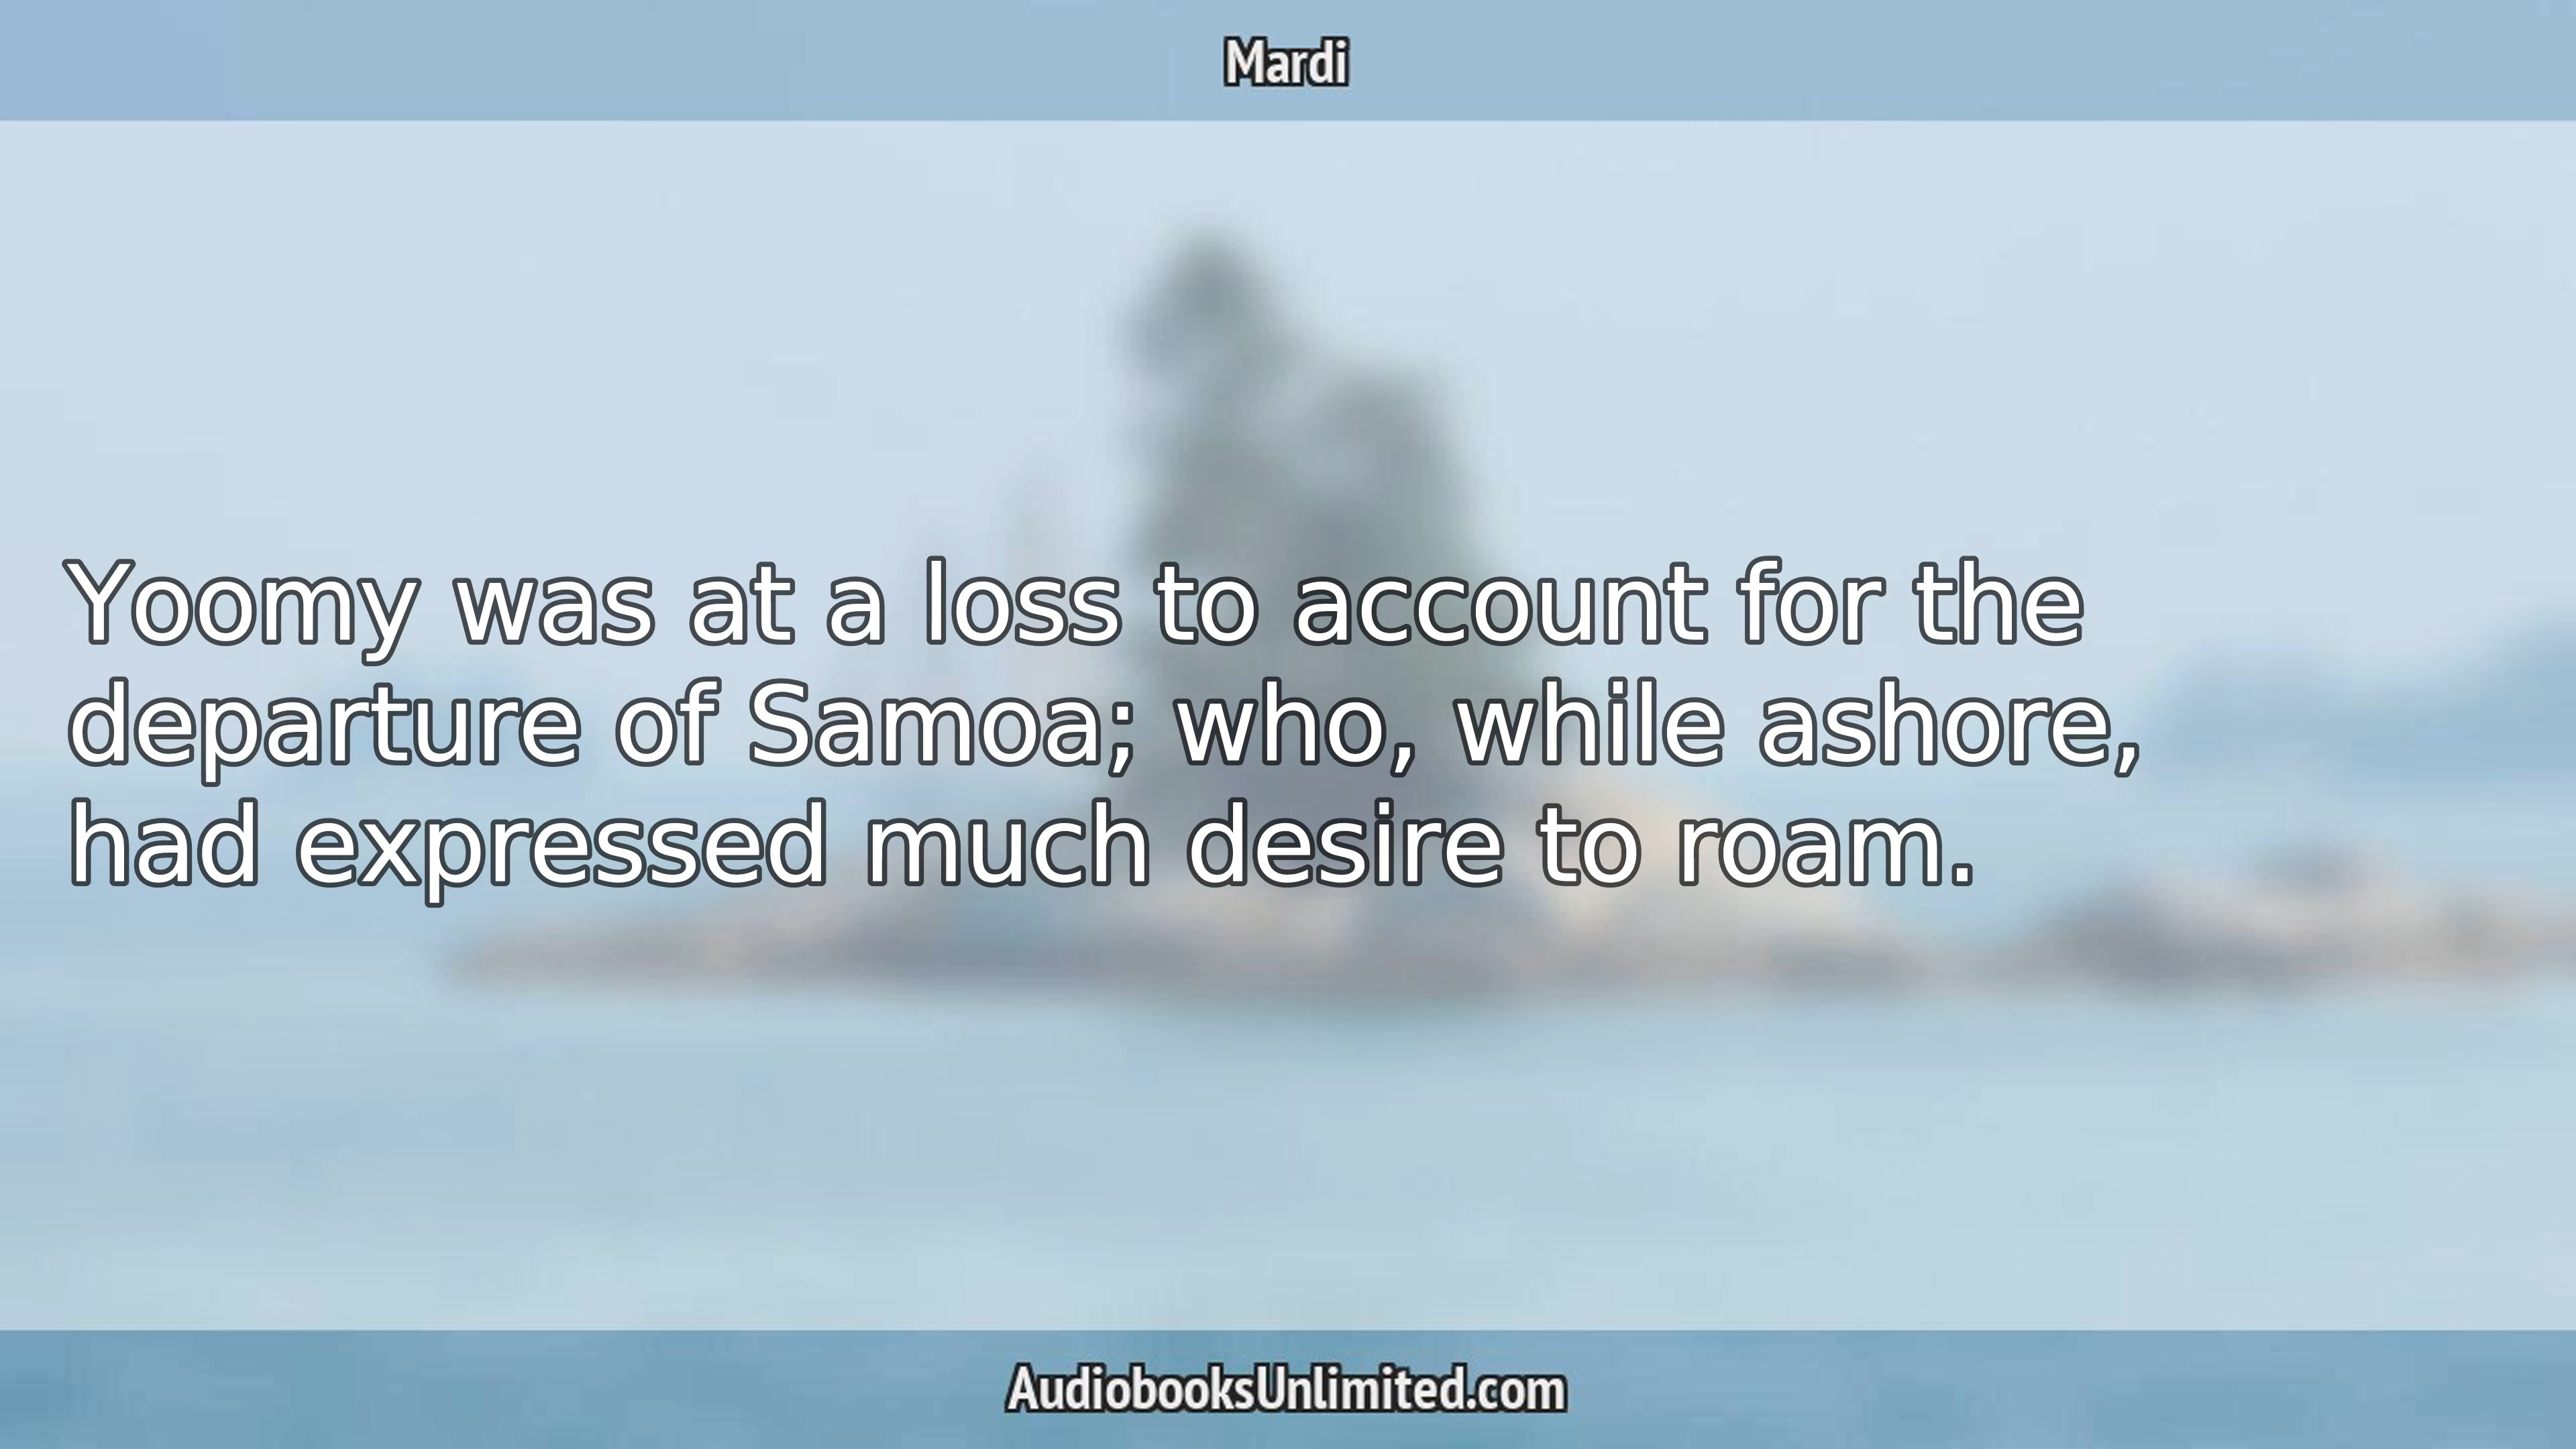 Mardi
Yoomy was at a loss to account for the
departure of Samoa; who, while ashore,
had expressed much desire to roam.
AudiobooksUnlimited.com